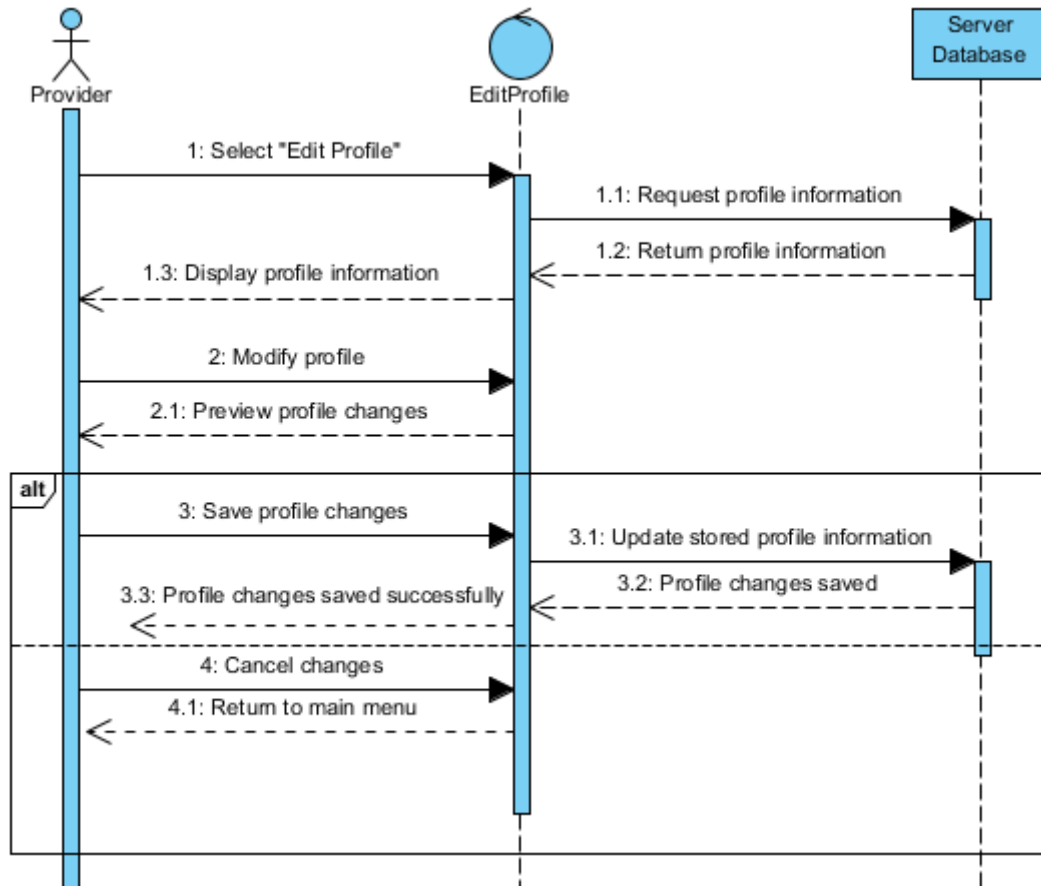 Server
Database
Provider
EditProfile
1: Select "Edit Profile"
1.1: Request profile information
1.2: Return profile information
1.3: Display profile information
2: Modify profile
2.1: Preview profile changes
alt
3: Save profile changes
3.1: Update stored profile information
3.2: Profile changes saved
3.3: Profile changes saved successfully
4: Cancel changes
4.1: Return to main menu